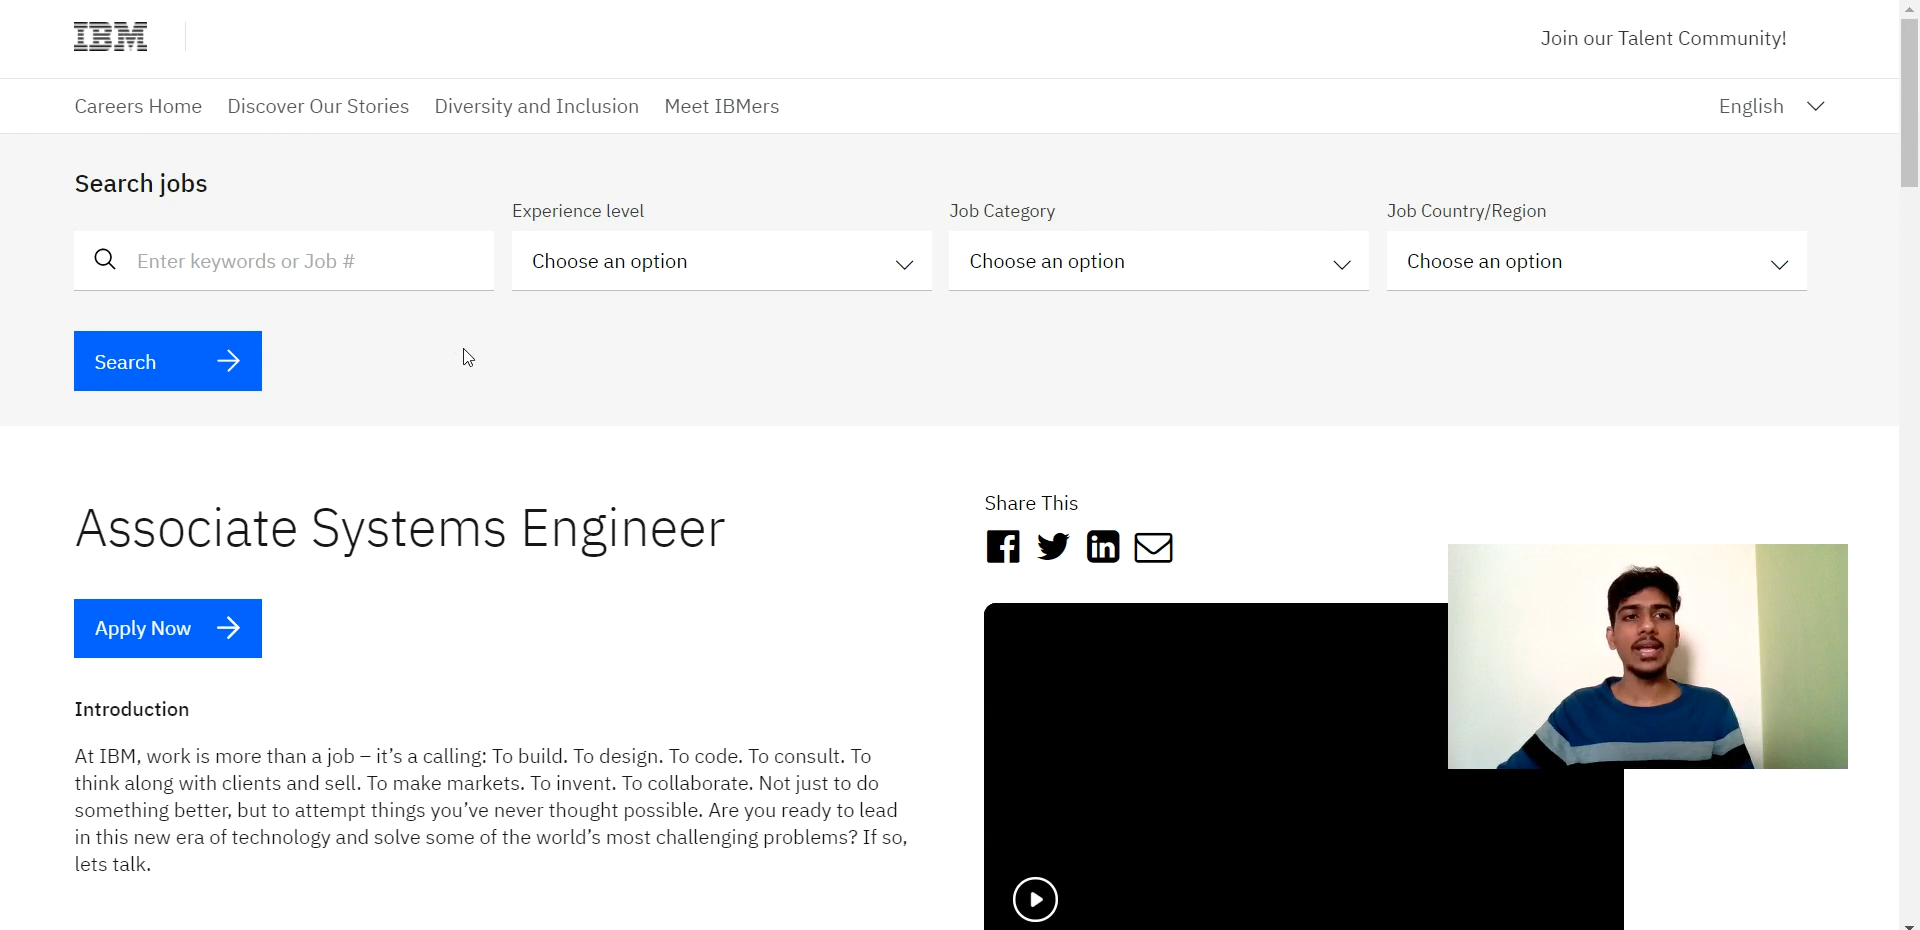 IBM
Join our Talent Community!
Careers Home Discover Our Stories Diversity and Inclusion Meet IBMers English
Search jobs
Experience level Job Category Job Country/Region
Enter keywords or Job # Choose an option Choose an option Choose an option
Search
Associate Systems Engineer
Share This
Apply Now
Introduction
At IBM, work is more than a job – it’s a calling: To build. To design. To code. To consult. To
think along with clients and sell. To make markets. To invent. To collaborate. Not just to do
something better, but to attempt things you’ve never thought possible. Are you ready to lead
in this new era of technology and solve some of the world’s most challenging problems? If so,
lets talk.